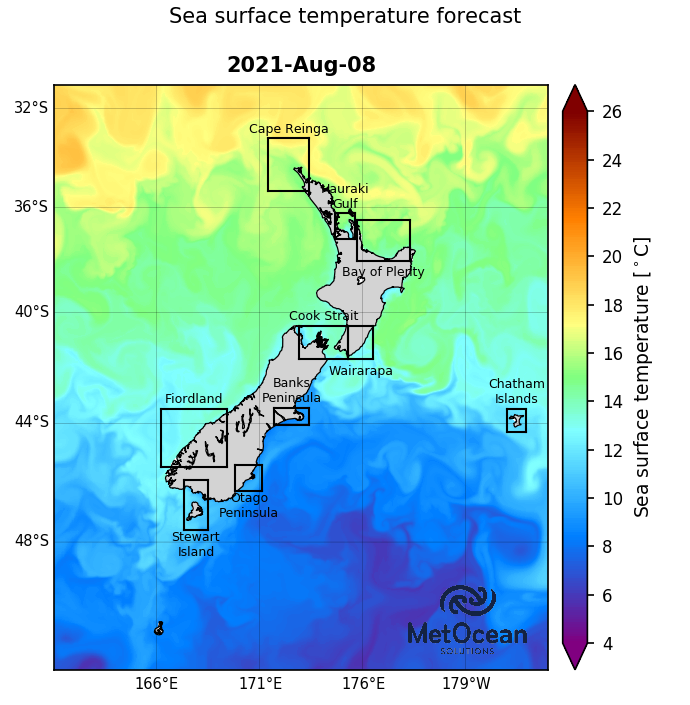 Sea surface temperature forecast
2021-Aug-08
32°S
36°S
40°S
44°S
48°S
166°E
171°E
176°E
179°W
Cape Reinga
Hauraki
Gulf
Bay of Plenty
Cook Strait
Wairarapa
Banks
Peninsula
Fiordland
Chatham
Islands
Otago
Peninsula
Stewart
Island
MetOcean
SOLUTIONS
26
24
22
20
18
16
14
12
10
8
6
4
Sea surface temperature [°C]